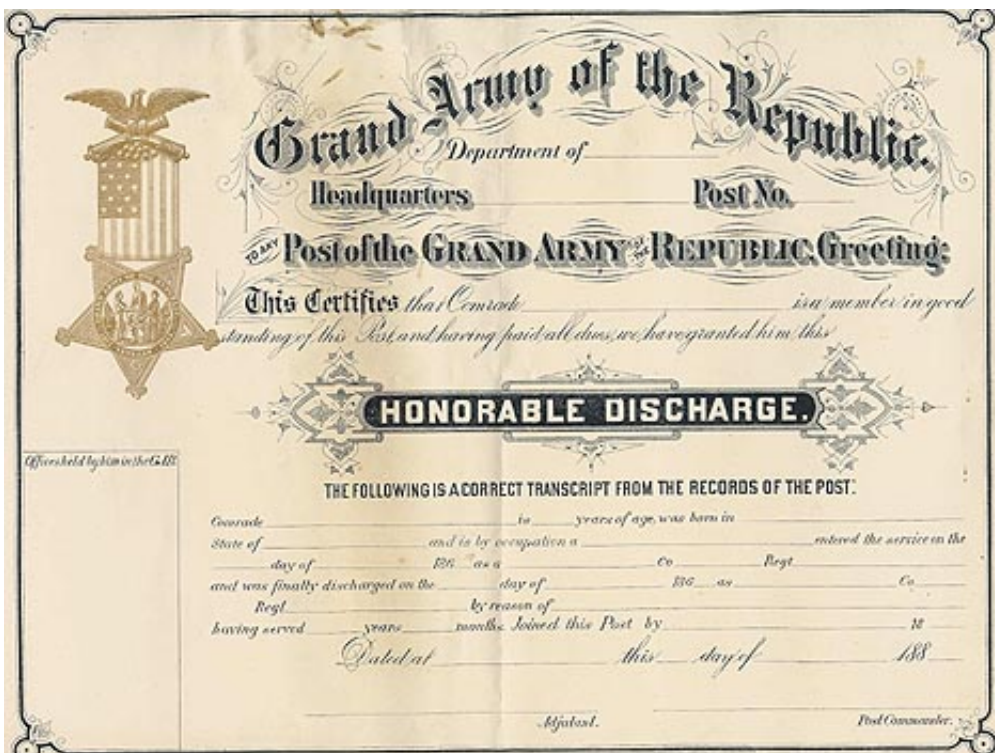 Grand Army of the Republic.
Department of
Headquarters Post No.
TO ANY Post of the GRAND ARMY OF THE REPUBLIC, Greeting:
This Certifies that Comrade is a member in good
standing of this Post, and having paid all dues, we have granted him this
HONORABLE DISCHARGE.
Offices held by him in the G.A.R.
THE FOLLOWING IS A CORRECT TRANSCRIPT FROM THE RECORDS OF THE POST:
Comrade is years of age, was born in
State of and is by occupation a entered the service on the
day of 186 as a Co Regt
and was finally discharged on the day of 186 as Co
Regt by reason of
having served years months Joined this Post by 18
Dated at this day of 188
Adjutant. Post Commander.